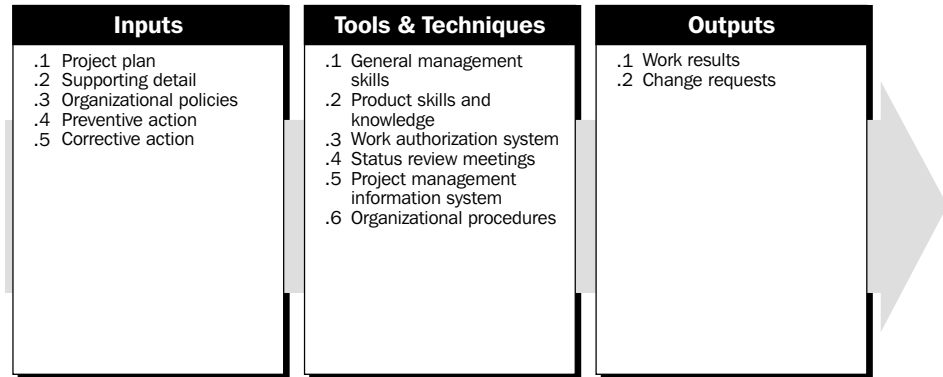 Inputs
.1 Project plan
.2 Supporting detail
.3 Organizational policies
.4 Preventive action
.5 Corrective action
Tools & Techniques
.1 General management
skills
.2 Product skills and
knowledge
.3 Work authorization system
.4 Status review meetings
.5 Project management
information system
.6 Organizational procedures
Outputs
.1 Work results
.2 Change requests